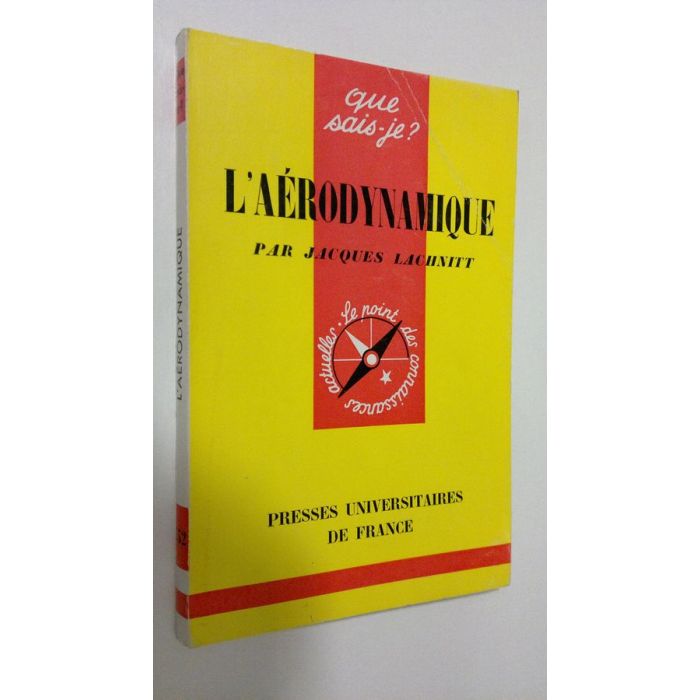 que
sais-je?
L'AÉRODYNAMIQUE
PAR JACQUES LACHNITT
Le point des connaissances actuelles.
PRESSES UNIVERSITAIRES
DE FRANCE
L'AÉRODYNAMIQUE